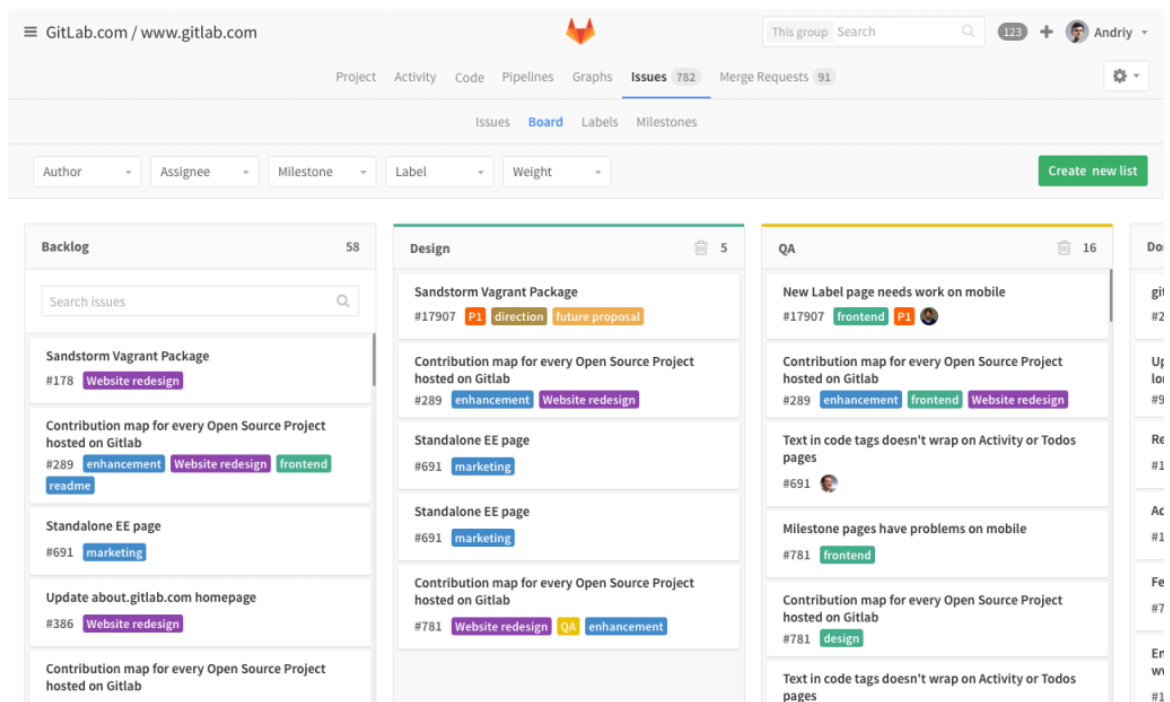 GitLab.com / www.gitlab.com
This group Search
123
Andriy
Project Activity Code Pipelines Graphs Issues 782 Merge Requests 91
Issues Board Labels Milestones
Author Assignee Milestone Label Weight
Create new list
Backlog 58
Search issues
Sandstorm Vagrant Package
#178 Website redesign
Contribution map for every Open Source Project
hosted on Gitlab
#289 enhancement Website redesign frontend
readme
Standalone EE page
#691 marketing
Update about.gitlab.com homepage
#386 Website redesign
Contribution map for every Open Source Project
hosted on Gitlab
Design 5
Sandstorm Vagrant Package
#17907 P1 direction future proposal
Contribution map for every Open Source Project
hosted on Gitlab
#289 enhancement Website redesign
Standalone EE page
#691 marketing
Standalone EE page
#691 marketing
Contribution map for every Open Source Project
hosted on Gitlab
#781 Website redesign QA enhancement
QA 16
New Label page needs work on mobile
#17907 frontend P1
Contribution map for every Open Source Project
hosted on Gitlab
#289 enhancement frontend Website redesign
Text in code tags doesn't wrap on Activity or Todos
pages
#691
Milestone pages have problems on mobile
#781 frontend
Contribution map for every Open Source Project
hosted on Gitlab
#781 design
Text in code tags doesn't wrap on Activity or Todos
pages